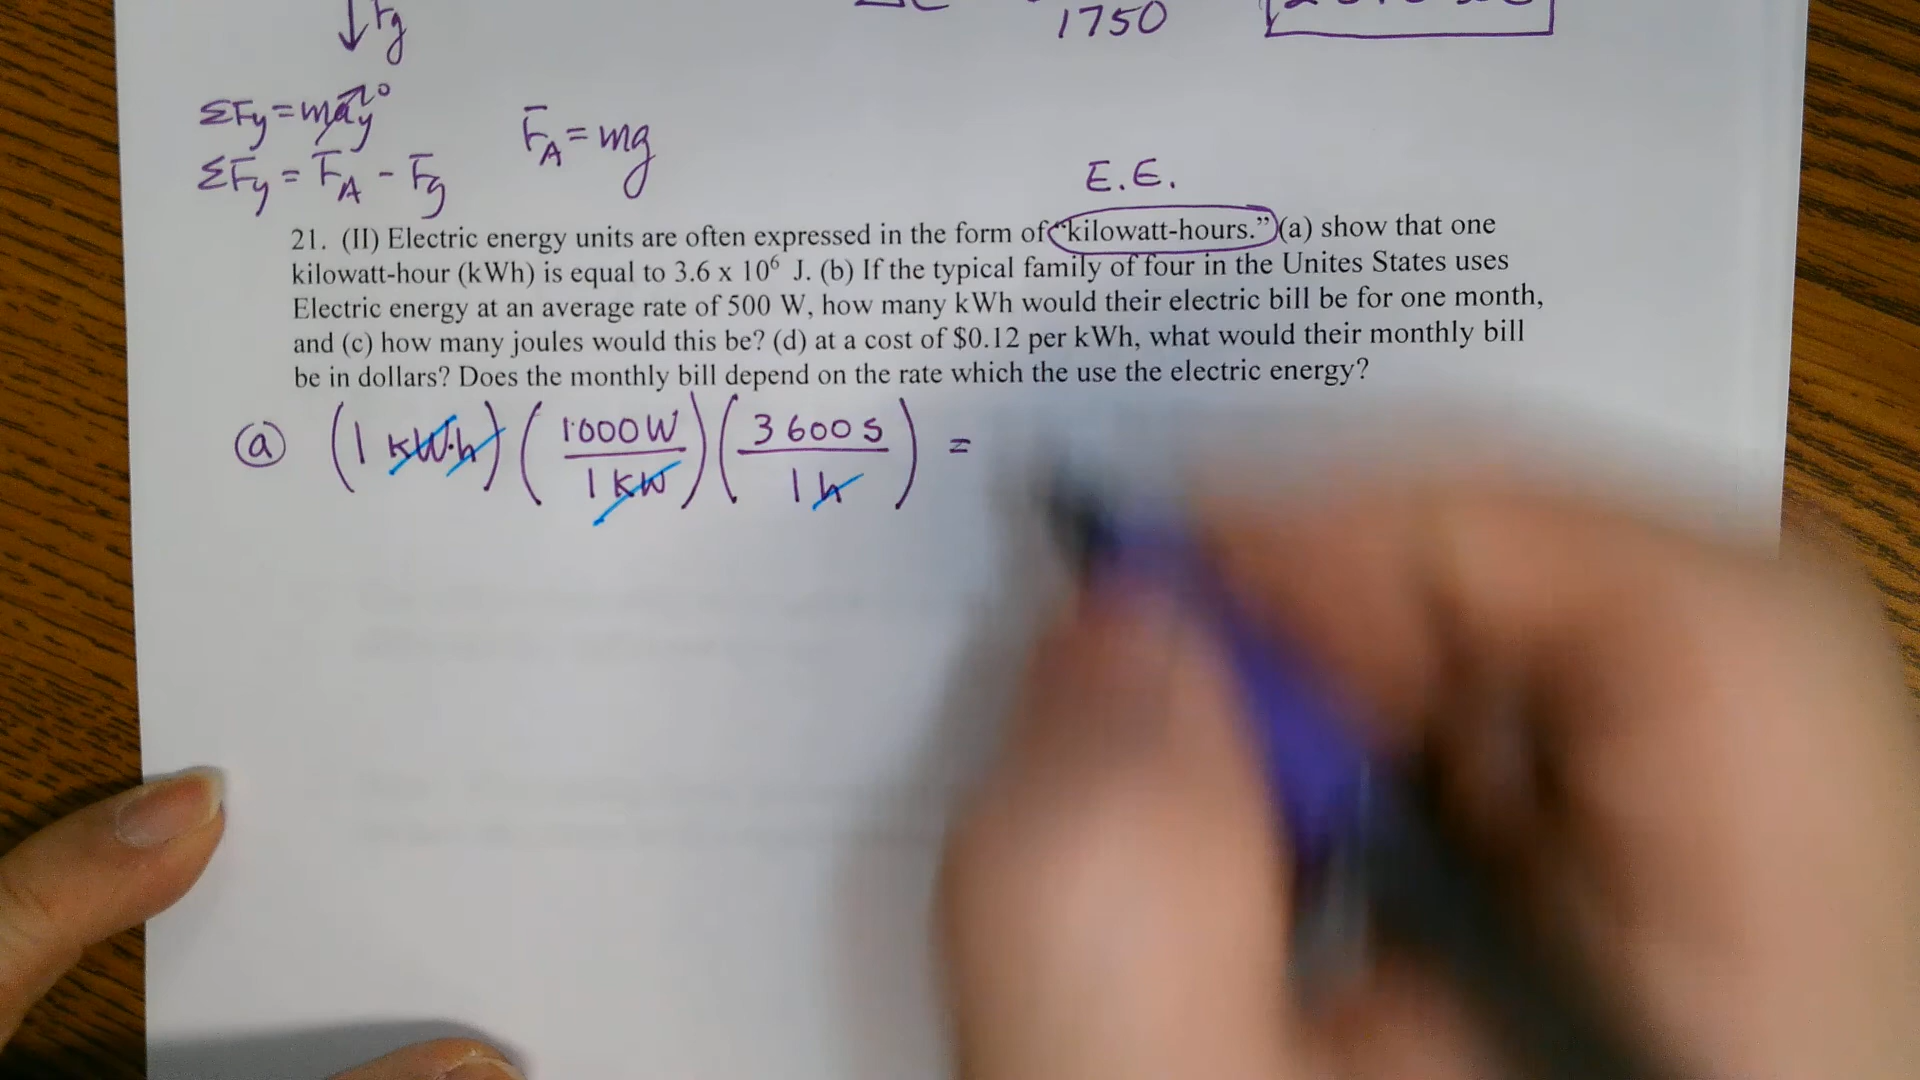 Fg
1750
ΣFy = may→0
FA = mg
ΣFy = FA - Fg
E.E.
21. (II) Electric energy units are often expressed in the form of “kilowatt-hours.” (a) show that one
kilowatt-hour (kWh) is equal to 3.6 x 10⁶ J. (b) If the typical family of four in the Unites States uses
Electric energy at an average rate of 500 W, how many kWh would their electric bill be for one month,
and (c) how many joules would this be? (d) at a cost of $0.12 per kWh, what would their monthly bill
be in dollars? Does the monthly bill depend on the rate which the use the electric energy?
(a) (1 kW·h) (1000 W / 1 kW) (3600 s / 1 h) =